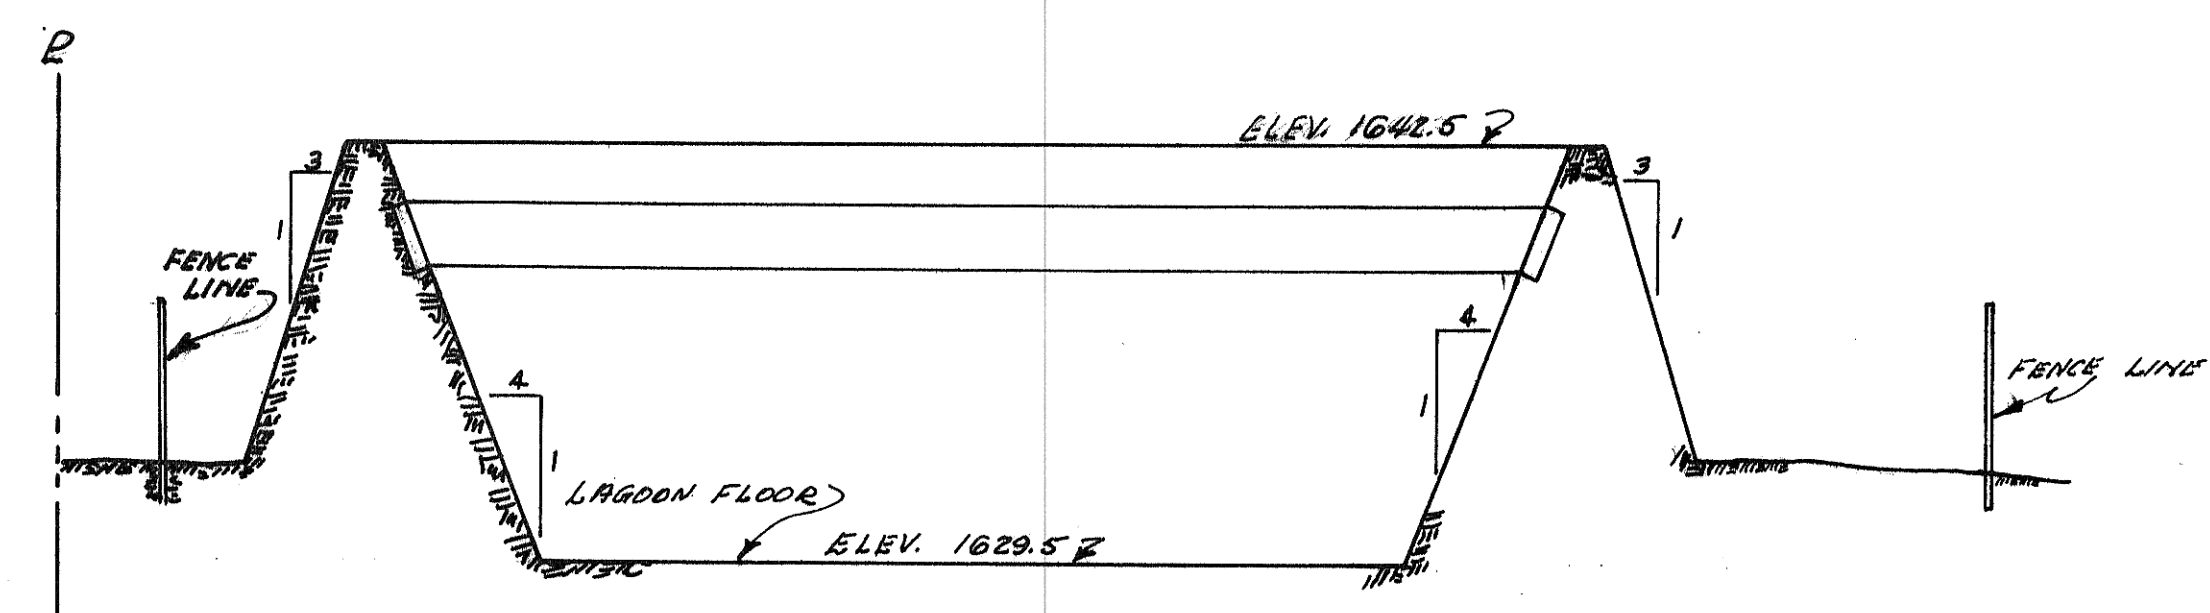 P
ELEV. 1642.5
3
3
1
1
FENCE
LINE
4
FENCE LINE
4
1
1
LAGOON FLOOR
ELEV. 1629.5